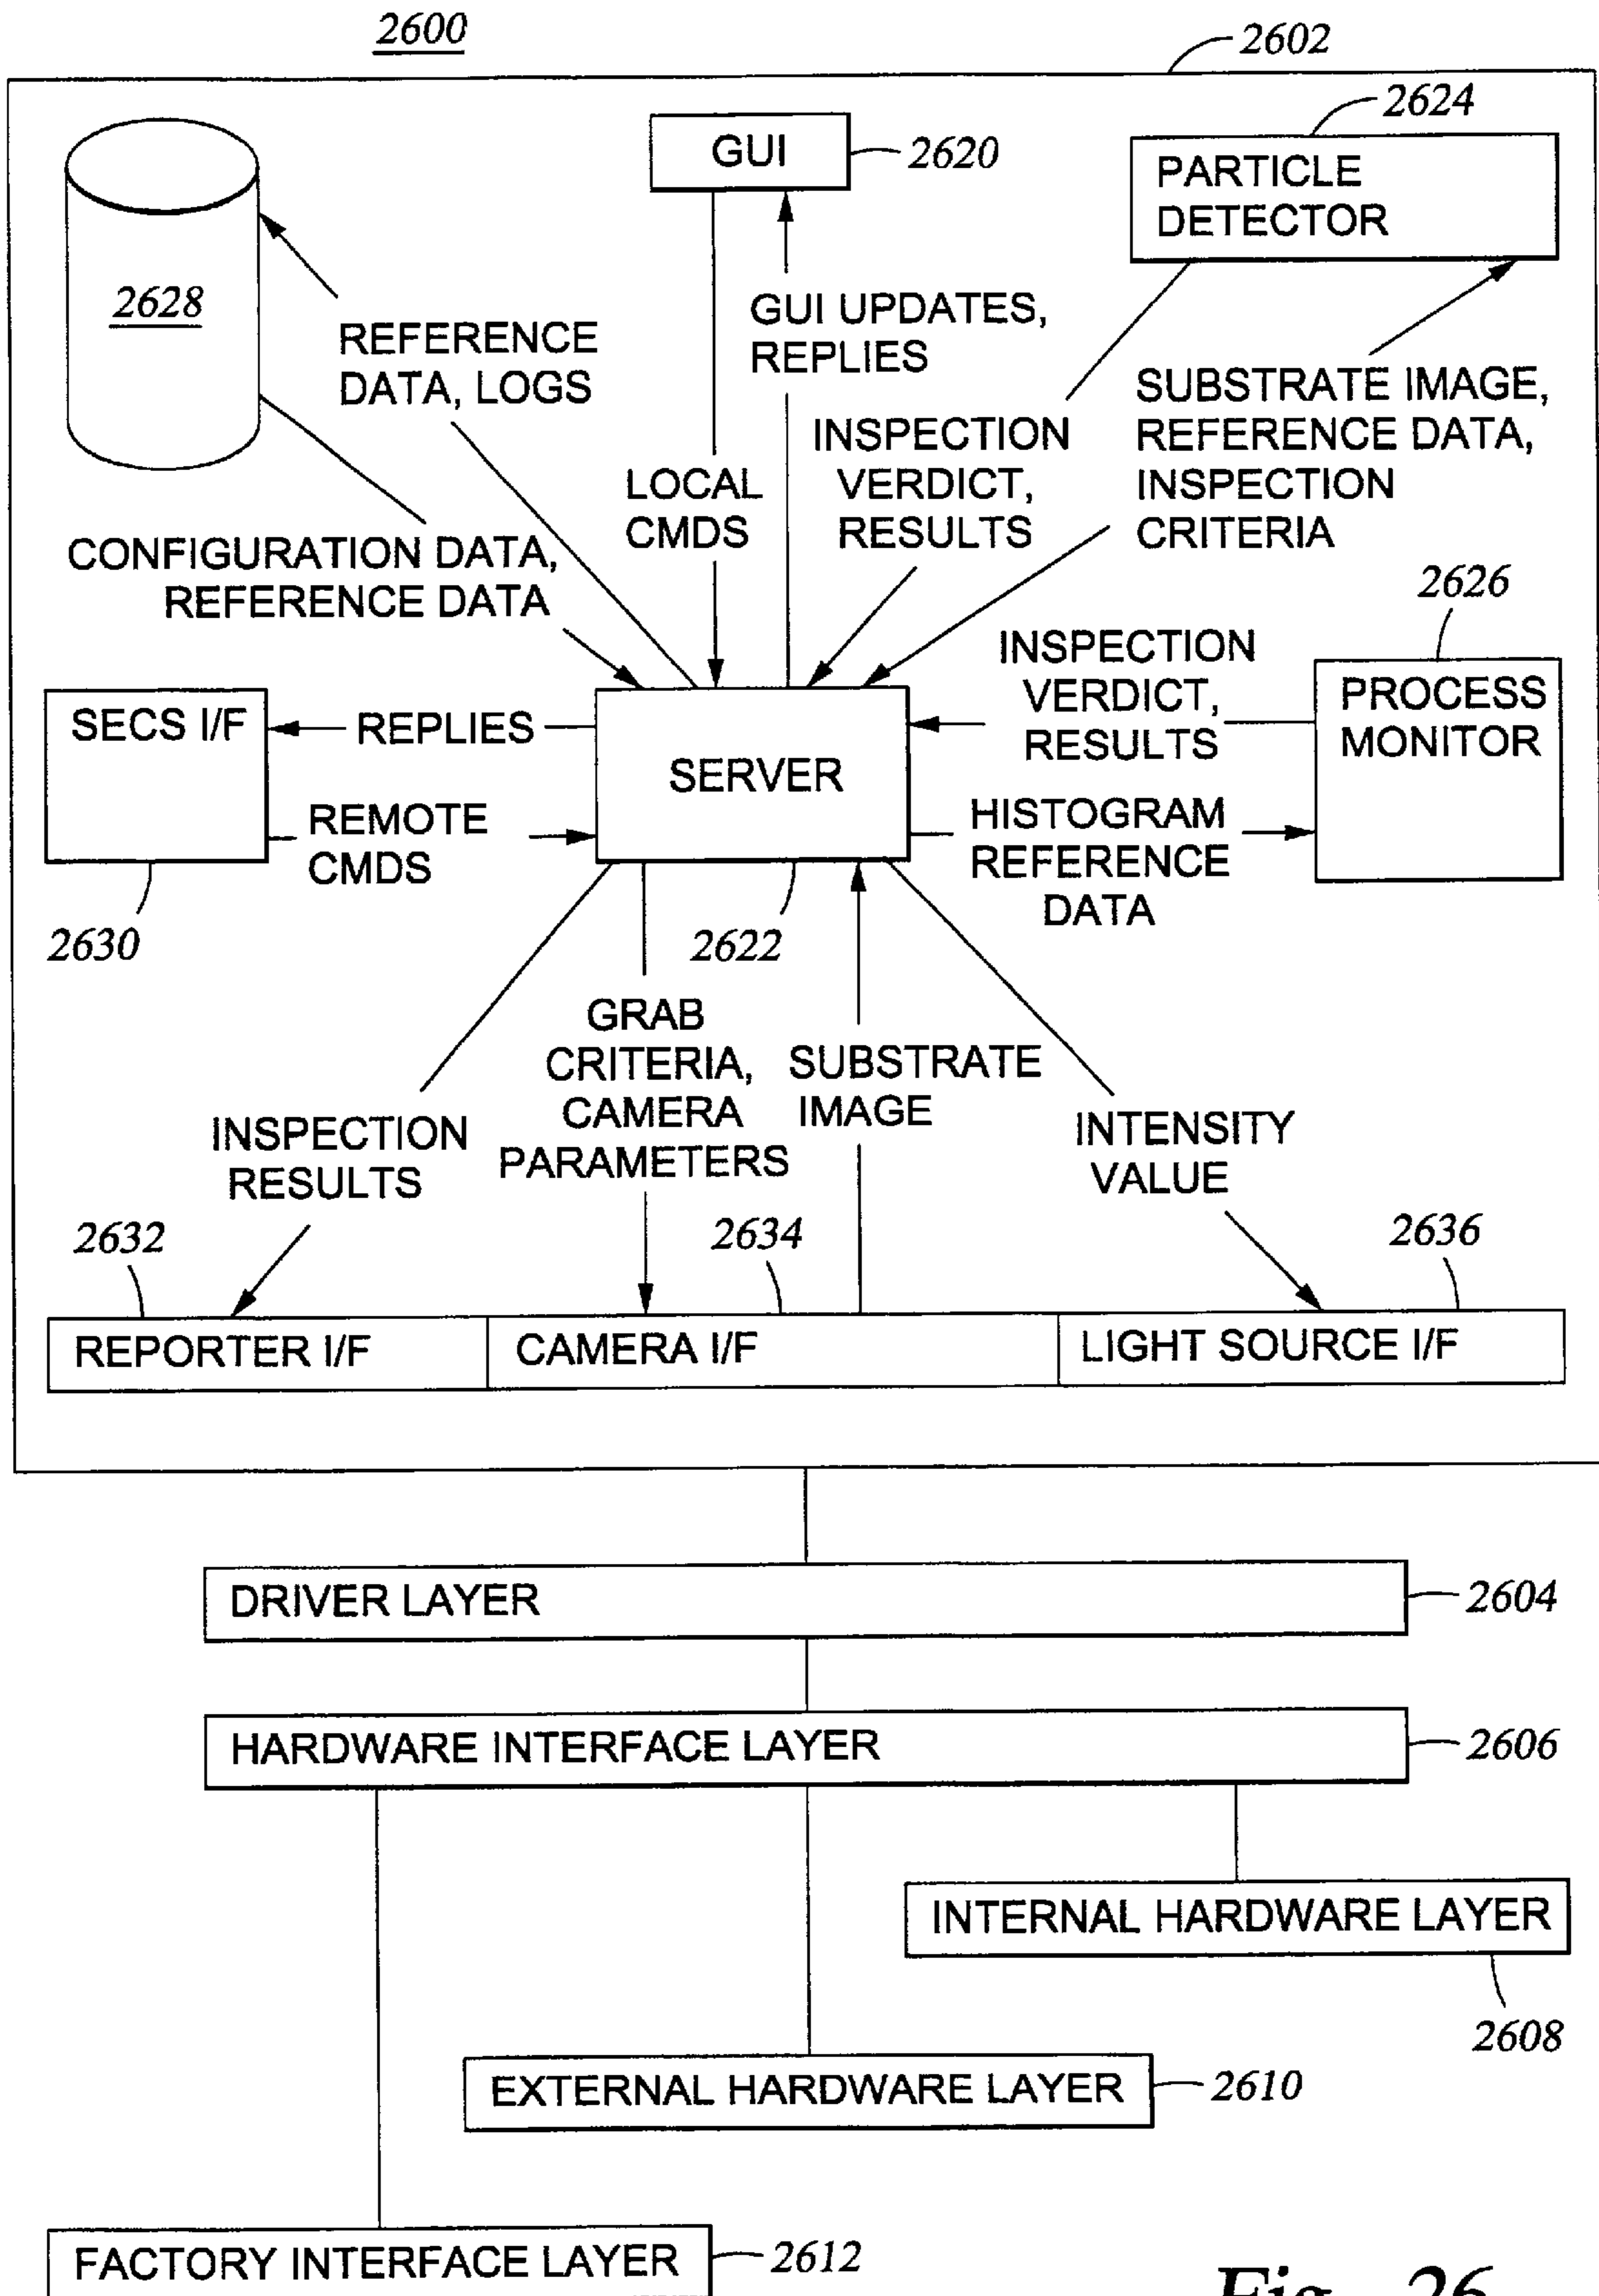 2600
2602
2624
GUI
2620
PARTICLE
DETECTOR
2628
REFERENCE
DATA, LOGS
GUI UPDATES,
REPLIES
LOCAL
CMDS
INSPECTION
VERDICT,
RESULTS
SUBSTRATE IMAGE,
REFERENCE DATA,
INSPECTION
CRITERIA
CONFIGURATION DATA,
REFERENCE DATA
2626
SECS I/F
REPLIES
SERVER
INSPECTION
VERDICT,
RESULTS
PROCESS
MONITOR
REMOTE
CMDS
HISTOGRAM
REFERENCE
DATA
2630
2622
GRAB
CRITERIA,
CAMERA
PARAMETERS
SUBSTRATE
IMAGE
INSPECTION
RESULTS
INTENSITY
VALUE
2632
2634
2636
REPORTER I/F
CAMERA I/F
LIGHT SOURCE I/F
DRIVER LAYER
2604
HARDWARE INTERFACE LAYER
2606
INTERNAL HARDWARE LAYER
2608
EXTERNAL HARDWARE LAYER
2610
FACTORY INTERFACE LAYER
2612
Fig. 26